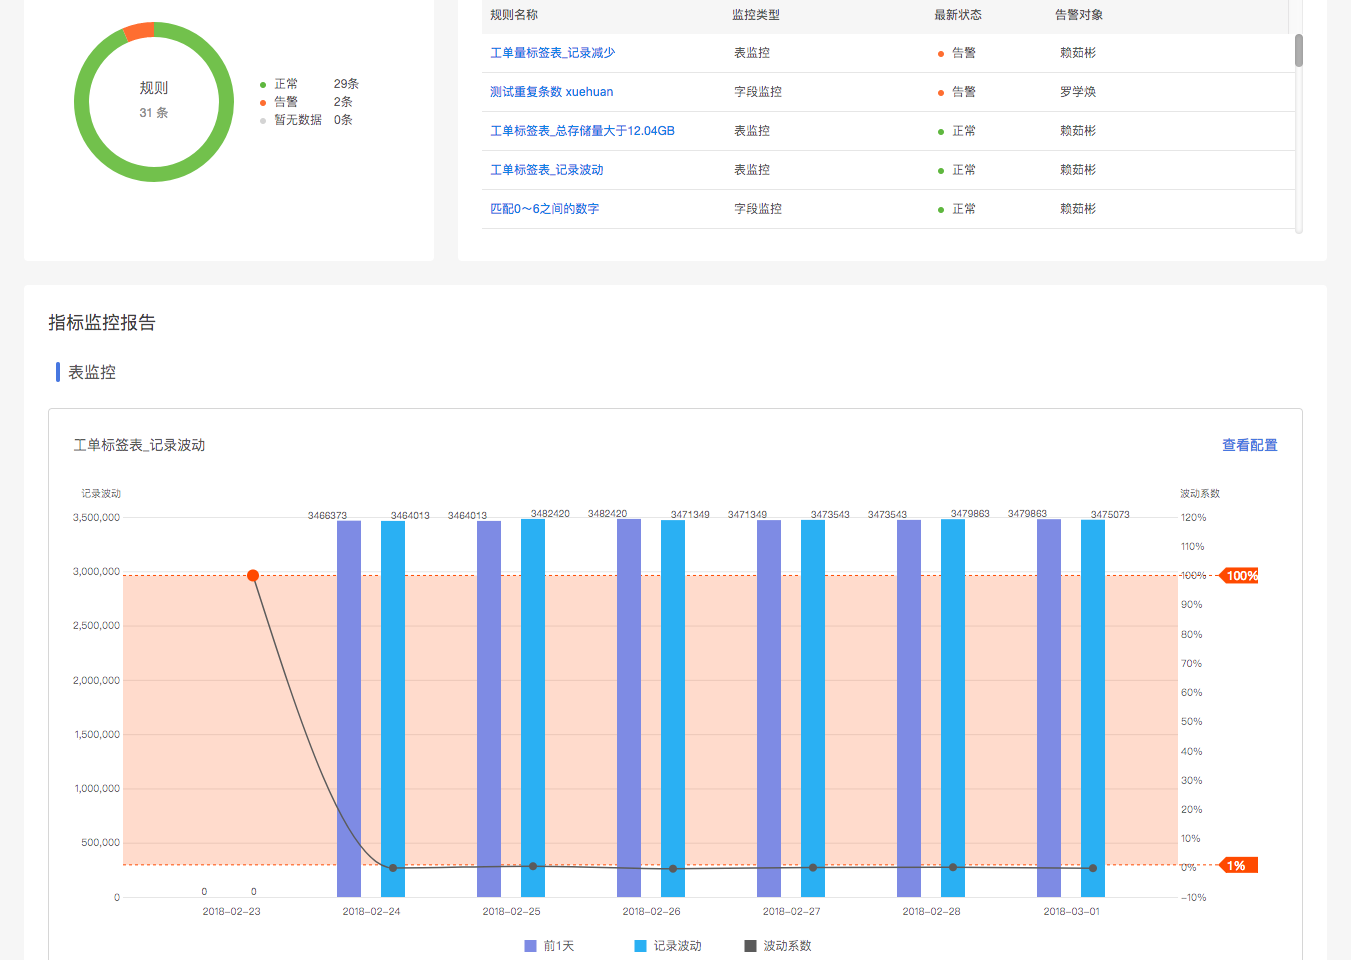 规则
31 条
正常 29条
告警 2条
暂无数据 0条
规则名称 监控类型 最新状态 告警对象
工单量标签表_记录减少 表监控 告警 赖茹彬
测试重复条数 xuehuan 字段监控 告警 罗学焕
工单标签表_总存储量大于12.04GB 表监控 正常 赖茹彬
工单标签表_记录波动 表监控 正常 赖茹彬
匹配0～6之间的数字 字段监控 正常 赖茹彬
指标监控报告
表监控
工单标签表_记录波动 查看配置
记录波动 波动系数
3466373 3464013 3464013 3482420 3482420 3471349 3471349 3473543 3473543 3479863 3479863 3475073
3,500,000
3,000,000
2,500,000
2,000,000
1,500,000
1,000,000
500,000
0
120%
110%
100%
90%
80%
70%
60%
50%
40%
30%
20%
10%
0%
-10%
100%
1%
0 0
2018-02-23 2018-02-24 2018-02-25 2018-02-26 2018-02-27 2018-02-28 2018-03-01
前1天 记录波动 波动系数